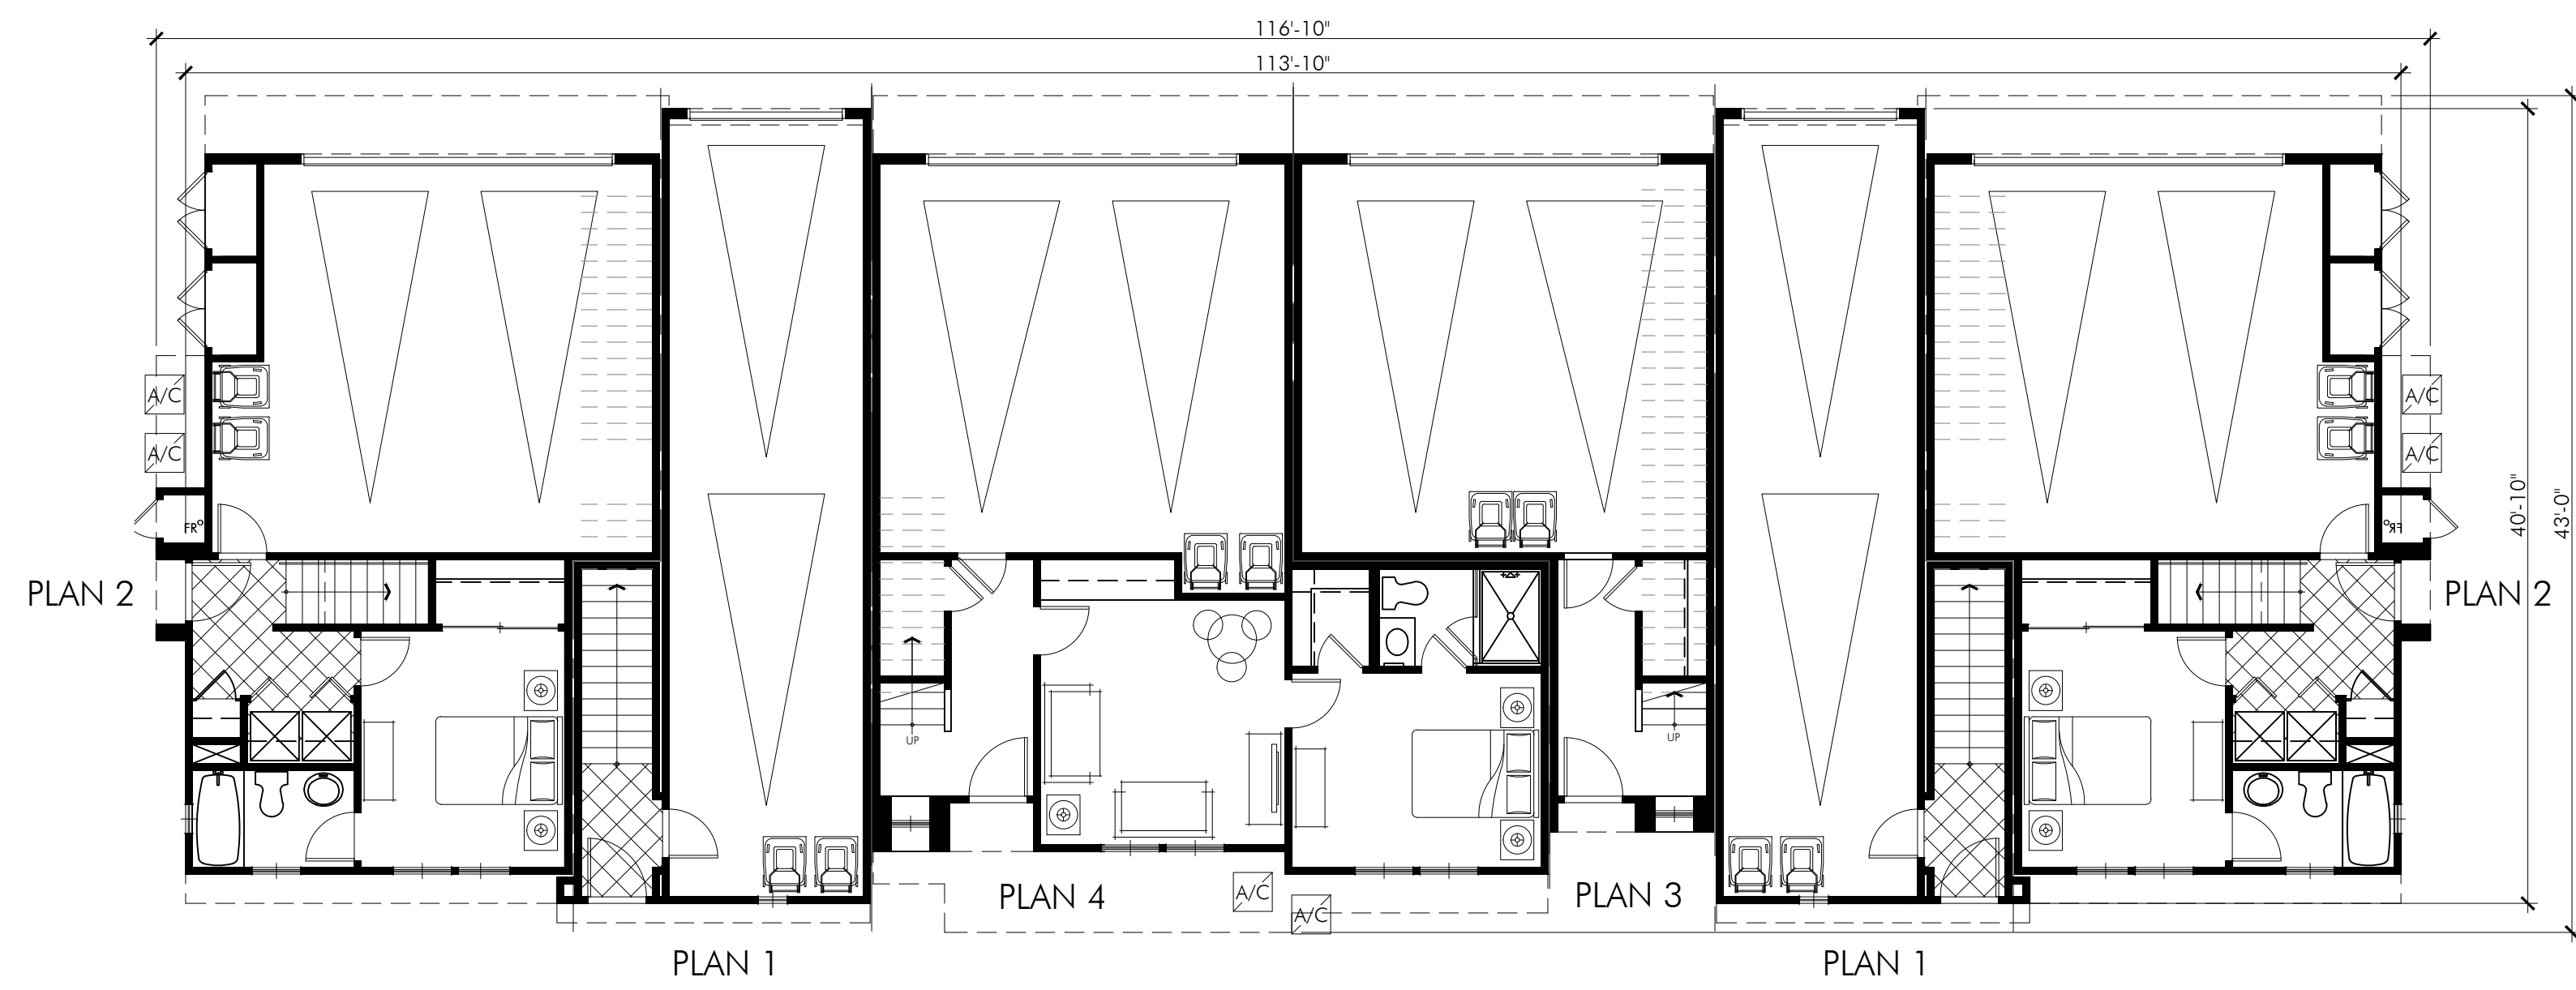 116'-10"
113'-10"
A/C
A/C
A/C
A/C
FR
FR
40'-10"
43'-0"
PLAN 2
PLAN 2
UP
UP
PLAN 4
A/C
A/C
PLAN 3
PLAN 1
PLAN 1